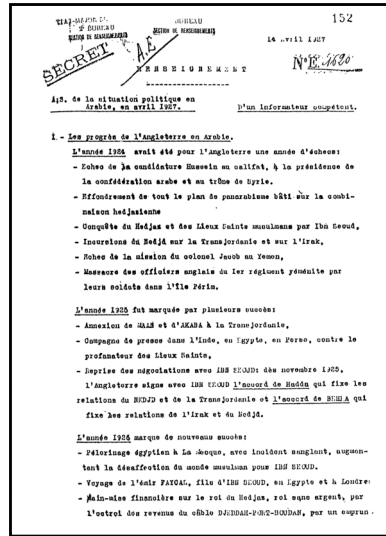 152
ETAT-MAJOR
2e BUREAU
SECTION DE RENSEIGNEMENTS
BUREAU
SECTION DE RENSEIGNEMENTS
SECRET
A.E
14 Avril 1927
N°E.1620
RENSEIGNEMENT
A/S. de la situation politique en
Arabie, en avril 1927.
D'un informateur compétent.
I.- Les progrès de l'Angleterre en Arabie.
L'année 1924 avait été pour l'Angleterre une année d'échecs:
- Echec de la candidature Hussein au califat, à la présidence de
la confédération arabe et au trône de Syrie.
- Effondrement de tout le plan de panarabisme bâti sur la combi-
naison hedjasienne
- Conquête du Hedjaz et des Lieux Saints musulmans par Ibn Seoud.
- Incursions du Nedjd sur la Transjordanie et sur l'Irak.
- Echec de la mission du colonel Jacob au Yemen,
- Massacre des officiers anglais du Ier régiment yéménite par
leurs soldats dans l'Île Périm.
L'année 1925 fut marquée par plusieurs succès:
- Annexion de MAAN et d'AKABA à la Transjordanie,
- Campagne de presse dans l'Inde, en Egypte, en Perse, contre le
profanateur des Lieux Saints,
- Reprise des négociations avec IBN SEOUD: dès novembre 1925,
l'Angleterre signe avec IBN SEOUD l'accord de Hadda qui fixe les
relations du NEDJD et de la Transjordanie et l'accord de BEHRA qui
fixe les relations de l'Irak et du Nedjd.
L'année 1926 marque de nouveaux succès:
- Pélerinage égyptien à La Mecque, avec incident sanglant, augmen-
tant la désaffection du monde musulman pour IBN SEOUD.
- Voyage de l'émir FAYCAL, fils d'IBN SEOUD, en Egypte et à Londres
- Main-mise financière sur le roi du Hedjaz, roi sans argent, par
l'octroi des revenus du câble DJEDDAH-PORT-SOUDAN, par un emprun